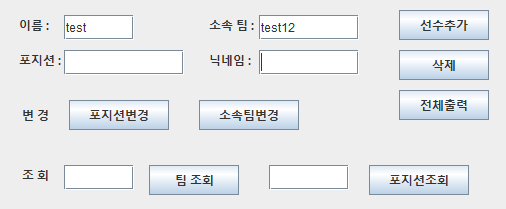 이름 : test 소속 팀 : test12 선수추가
포지션 : 닉네임 : 삭제
전체출력
변 경 포지션변경 소속팀변경
조 회 팀 조회 포지션조회